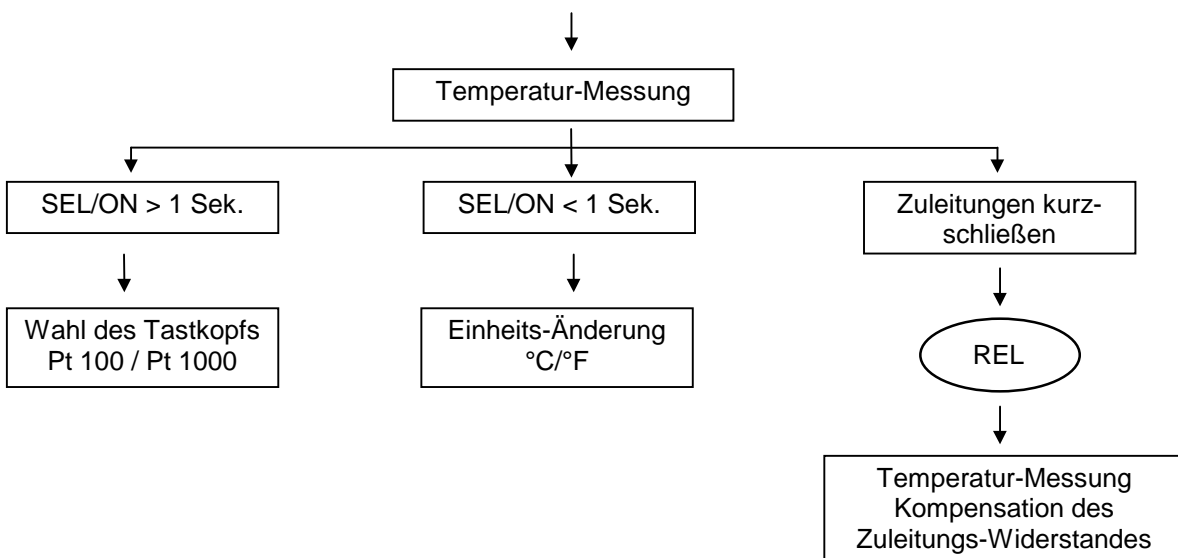 Temperatur-Messung
SEL/ON > 1 Sek.
SEL/ON < 1 Sek.
Zuleitungen kurz-
schließen
Wahl des Tastkopfs
Pt 100 / Pt 1000
Einheits-Änderung
°C/°F
REL
Temperatur-Messung
Kompensation des
Zuleitungs-Widerstandes